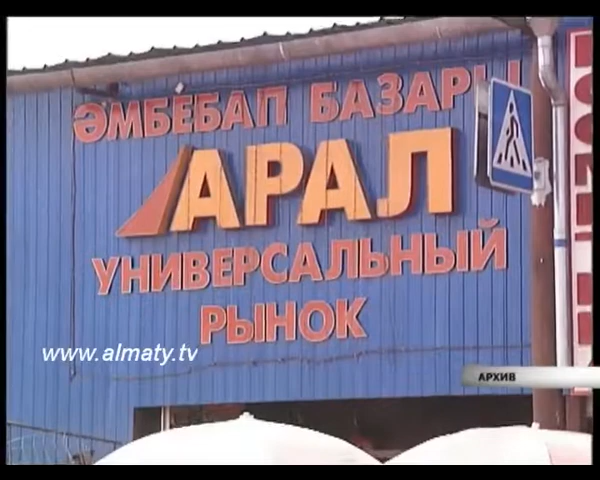 ӘМБЕБАП БАЗАРЫ
АРАЛ
УНИВЕРСАЛЬНЫЙ
РЫНОК
www.almaty.tv
АРХИВ